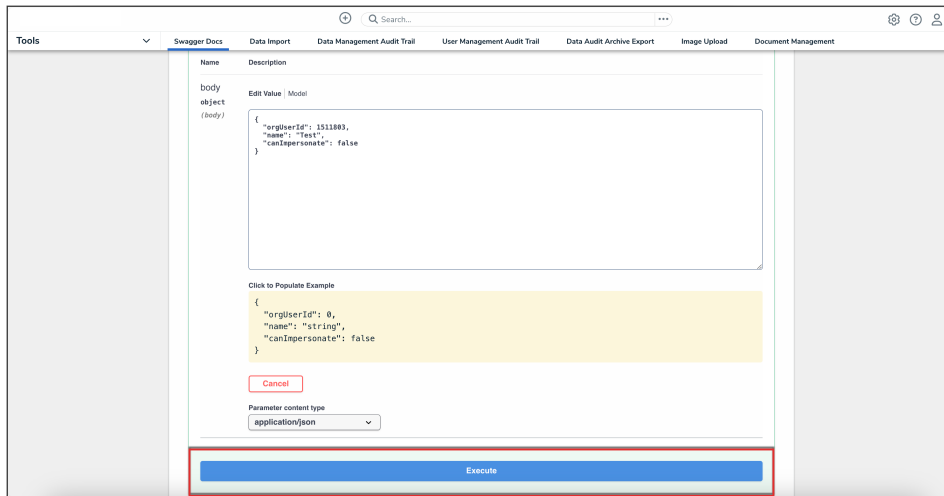 Search...
Tools
Swagger Docs Data Import Data Management Audit Trail User Management Audit Trail Data Audit Archive Export Image Upload Document Management
Name Description
body
object
(body)
Edit Value Model
{
"orgUserId": 1511803,
"name": "Test",
"canImpersonate": false
}
Click to Populate Example
{
"orgUserId": 0,
"name": "string",
"canImpersonate": false
}
Cancel
Parameter content type
application/json
Execute